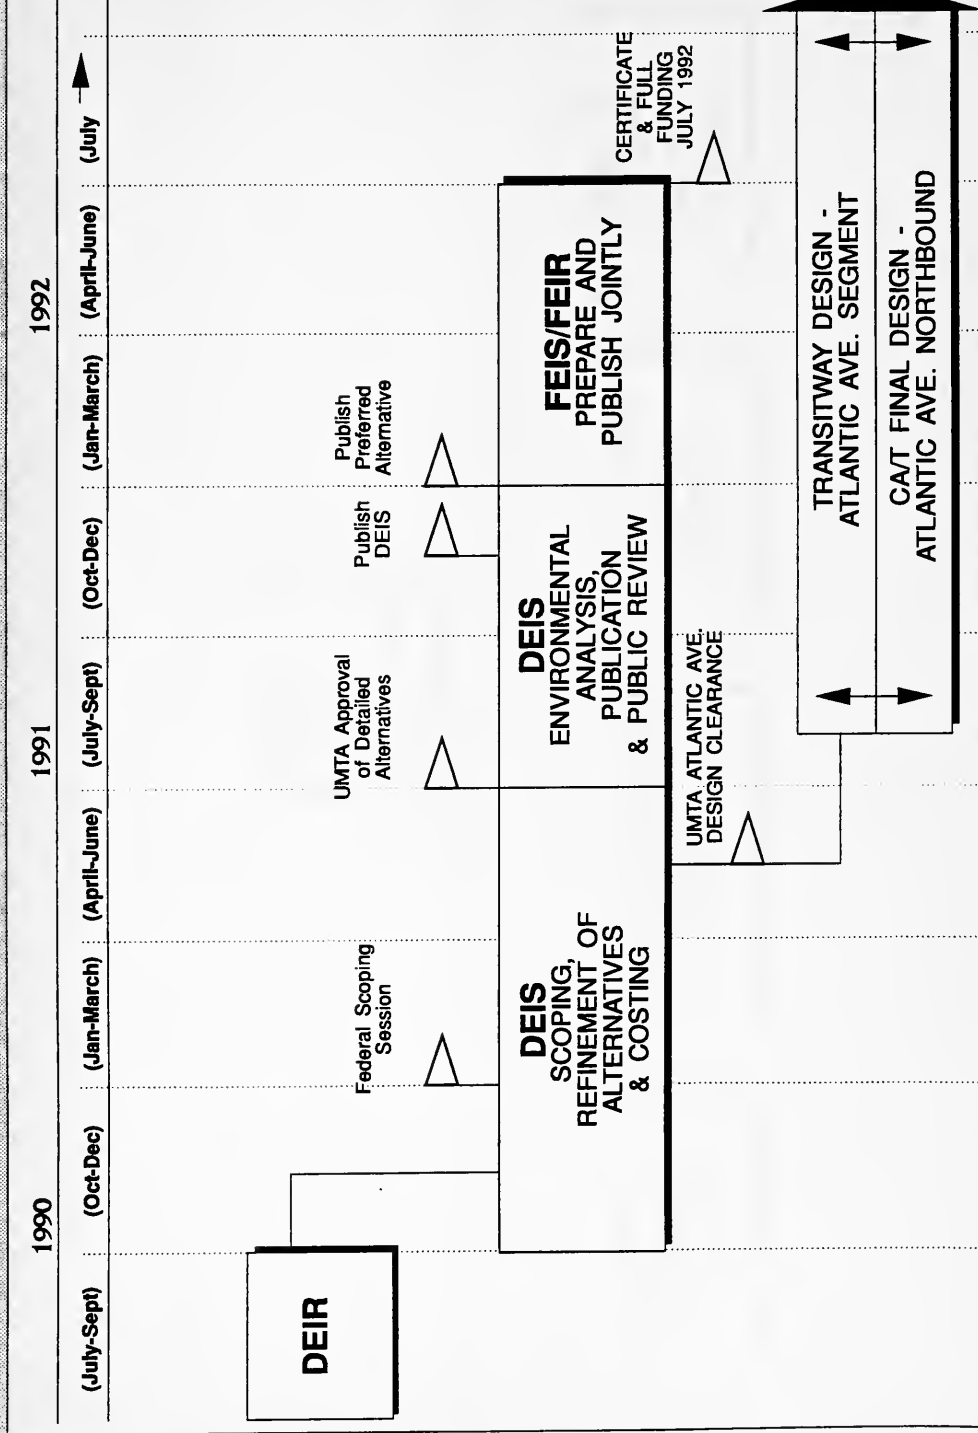 1990
1991
1992
(July-Sept)
(Oct-Dec)
(Jan-March)
(April-June)
(July-Sept)
(Oct-Dec)
(Jan-March)
(April-June)
(July
DEIR
Federal Scoping
Session
UMTA Approval
of Detailed
Alternatives
Publish
DEIS
Publish
Preferred
Alternative
DEIS
SCOPING,
REFINEMENT OF
ALTERNATIVES
& COSTING
DEIS
ENVIRONMENTAL
ANALYSIS,
PUBLICATION
& PUBLIC REVIEW
FEIS/FEIR
PREPARE AND
PUBLISH JOINTLY
CERTIFICATE
& FULL
FUNDING
JULY 1992
UMTA ATLANTIC AVE.
DESIGN CLEARANCE
TRANSITWAY DESIGN -
ATLANTIC AVE. SEGMENT
CA/T FINAL DESIGN -
ATLANTIC AVE. NORTHBOUND